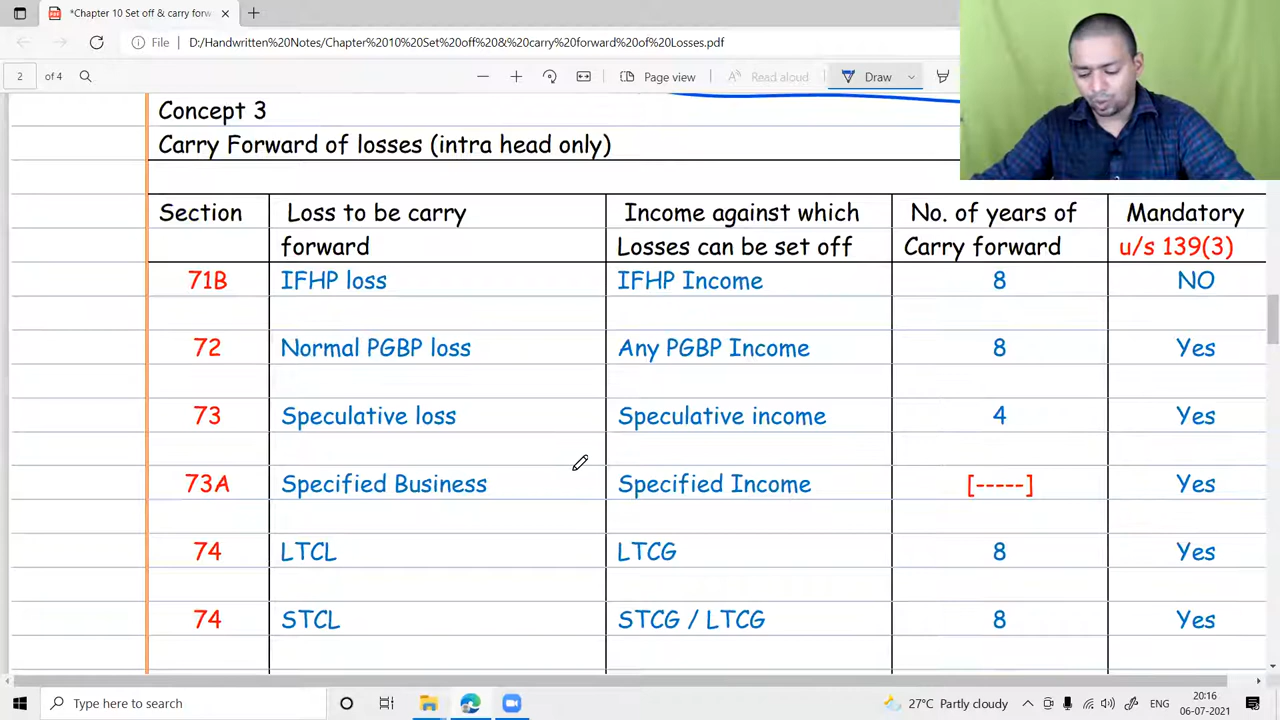 *Chapter 10 Set off & carry forw
File D:/Handwritten%20Notes/Chapter%2010%20Set%20off%20&%20carry%20forward%20of%20Losses.pdf
2 of 4 Page view Read aloud Draw
Concept 3
Carry Forward of losses (intra head only)
Section Loss to be carry Income against which No. of years of Mandatory
forward Losses can be set off Carry forward u/s 139(3)
71B IFHP loss IFHP Income 8 NO
72 Normal PGBP loss Any PGBP Income 8 Yes
73 Speculative loss Speculative income 4 Yes
73A Specified Business Specified Income [-----] Yes
74 LTCL LTCG 8 Yes
74 STCL STCG / LTCG 8 Yes
Type here to search 27°C Partly cloudy ENG 20:16
06-07-2021